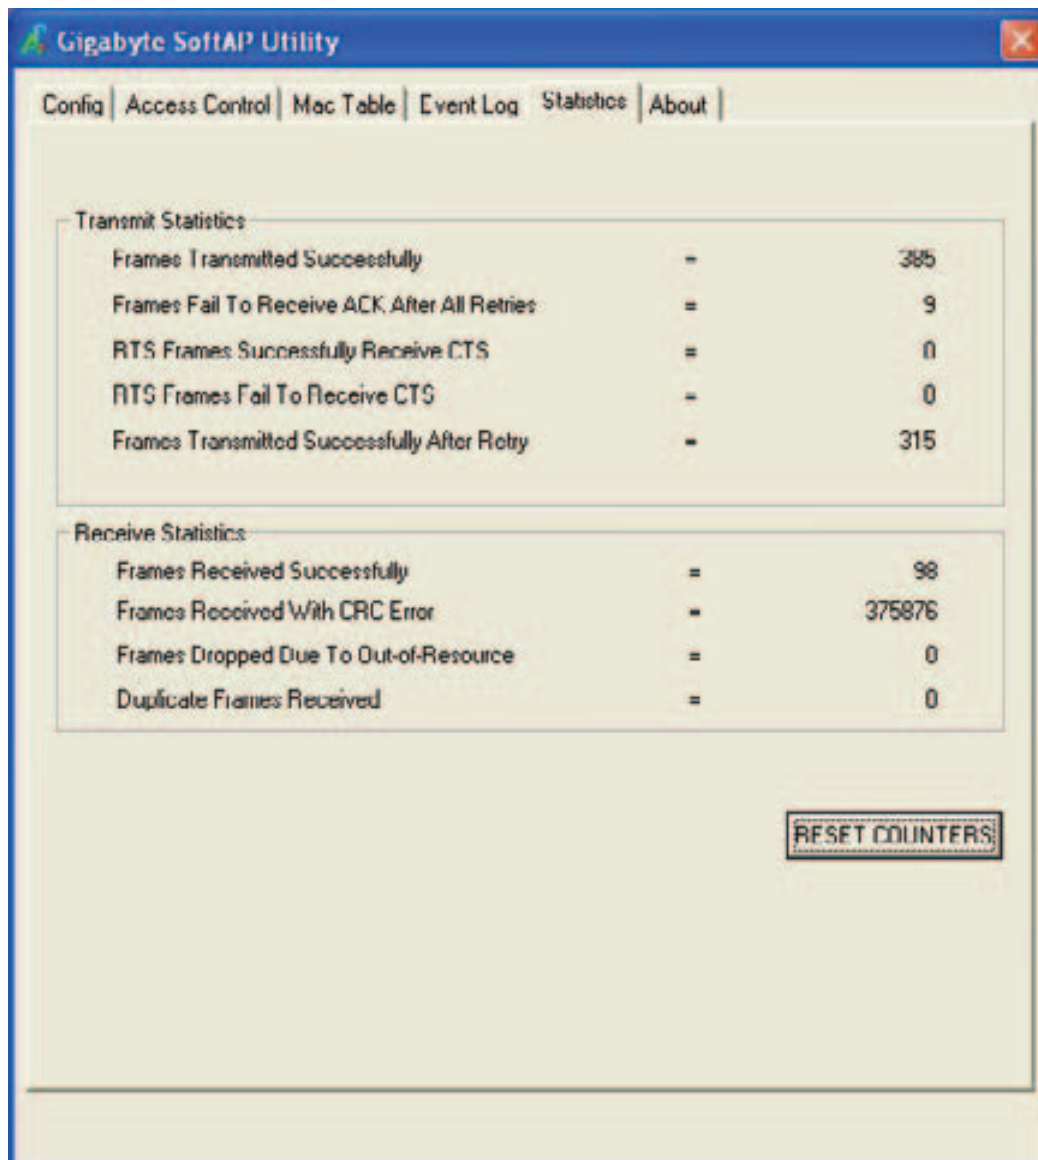 Gigabyte SoftAP Utility
Config Access Control Mac Table Event Log Statistics About
Transmit Statistics
Frames Transmitted Successfully = 385
Frames Fail To Receive ACK After All Retries = 9
RTS Frames Successfully Receive CTS = 0
RTS Frames Fail To Receive CTS = 0
Frames Transmitted Successfully After Retry = 315
Receive Statistics
Frames Received Successfully = 98
Frames Received With CRC Error = 375876
Frames Dropped Due To Out-of-Resource = 0
Duplicate Frames Received = 0
RESET COUNTERS